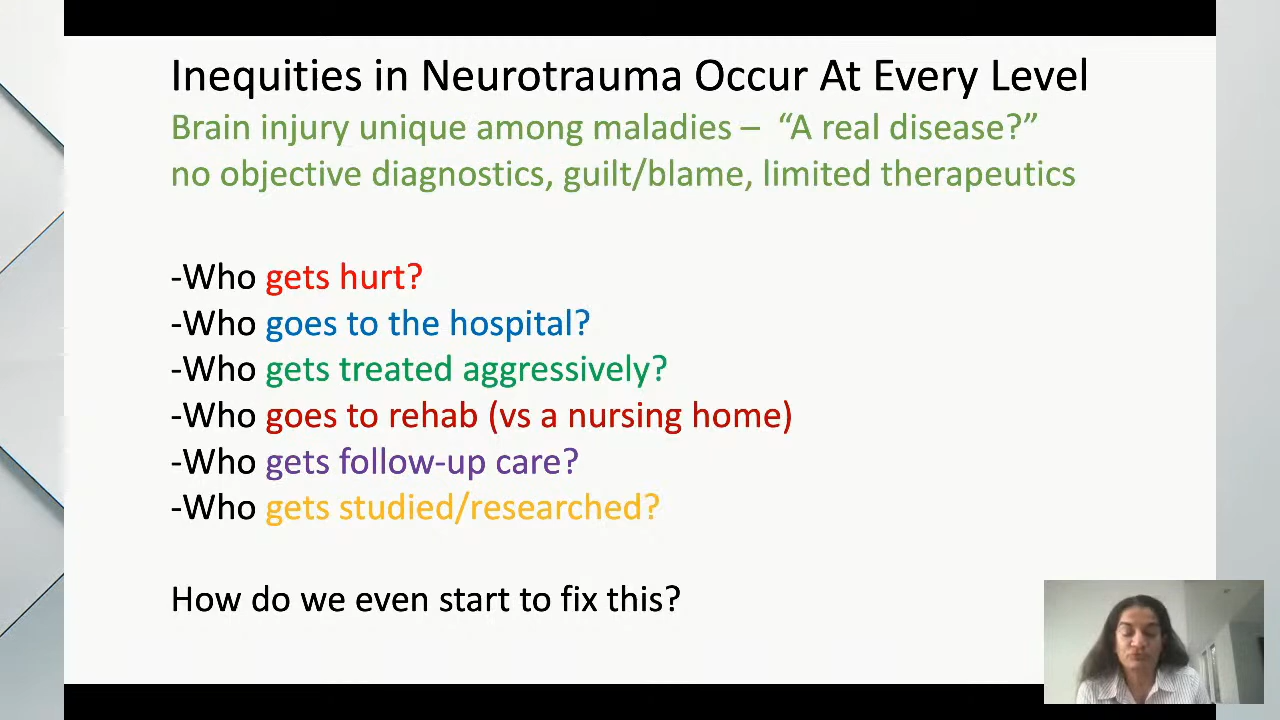 Inequities in Neurotrauma Occur At Every Level
Brain injury unique among maladies – “A real disease?”
no objective diagnostics, guilt/blame, limited therapeutics
-Who gets hurt?
-Who goes to the hospital?
-Who gets treated aggressively?
-Who goes to rehab (vs a nursing home)
-Who gets follow-up care?
-Who gets studied/researched?
How do we even start to fix this?